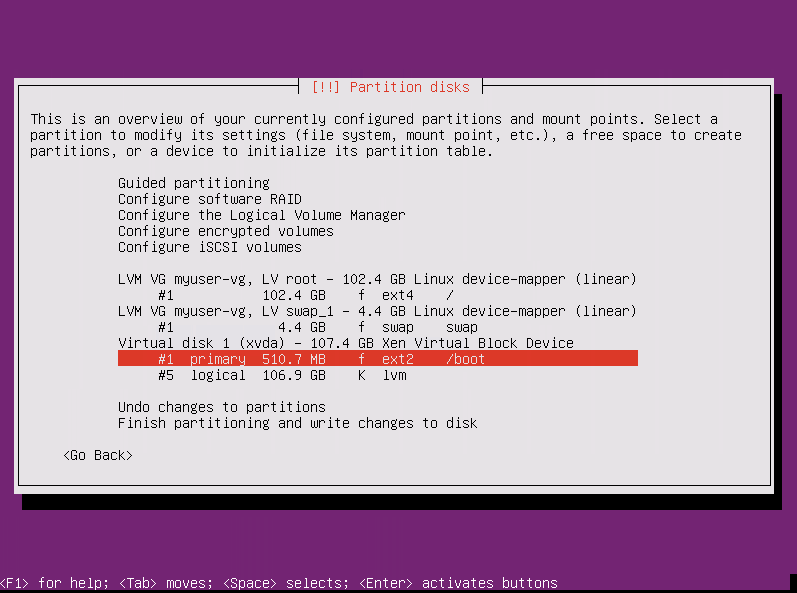 [!!] Partition disks
This is an overview of your currently configured partitions and mount points. Select a
partition to modify its settings (file system, mount point, etc.), a free space to create
partitions, or a device to initialize its partition table.
Guided partitioning
Configure software RAID
Configure the Logical Volume Manager
Configure encrypted volumes
Configure iSCSI volumes
LVM VG myuser-vg, LV root - 102.4 GB Linux device-mapper (linear)
#1 102.4 GB f ext4 /
LVM VG myuser-vg, LV swap_1 - 4.4 GB Linux device-mapper (linear)
#1 4.4 GB f swap swap
Virtual disk 1 (xvda) - 107.4 GB Xen Virtual Block Device
#1 primary 510.7 MB f ext2 /boot
#5 logical 106.9 GB K lvm
Undo changes to partitions
Finish partitioning and write changes to disk
<Go Back>
<F1> for help; <Tab> moves; <Space> selects; <Enter> activates buttons